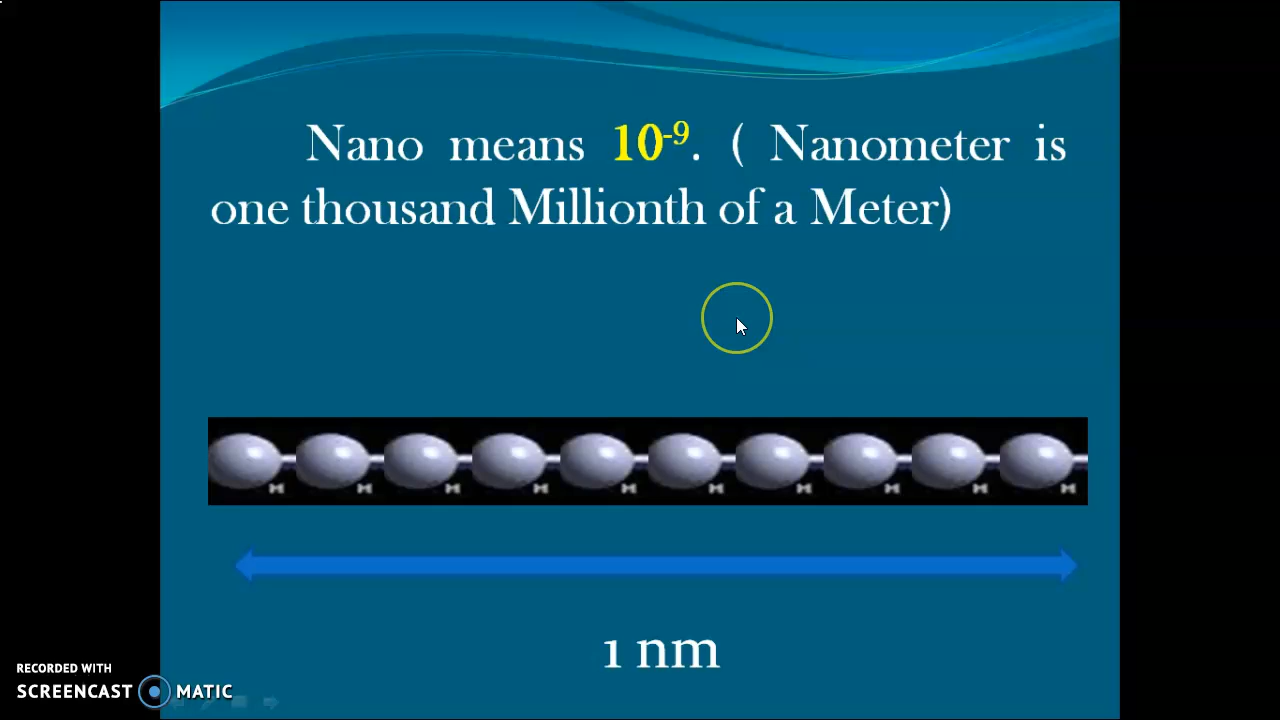 Nano means 10⁻⁹. ( Nanometer is
one thousand Millionth of a Meter)
1 nm
RECORDED WITH
SCREENCAST MATIC